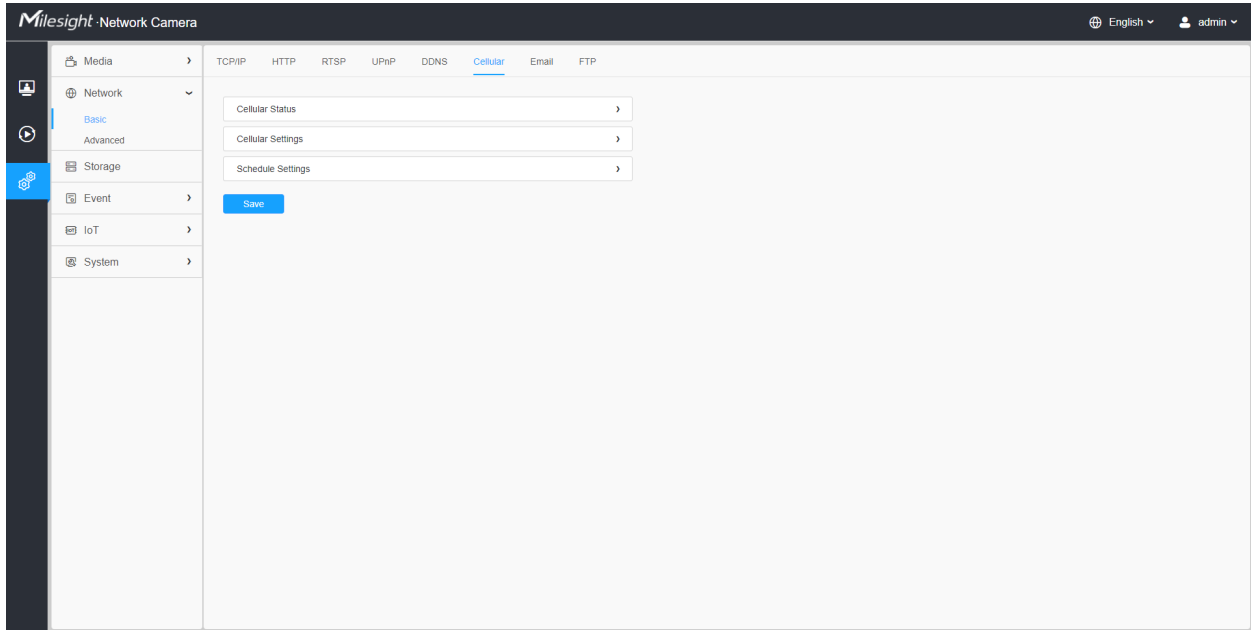 Milesight·Network Camera
English
admin
Media
Network
Basic
Advanced
Storage
Event
IoT
System
TCP/IP HTTP RTSP UPnP DDNS Cellular Email FTP
Cellular Status
Cellular Settings
Schedule Settings
Save